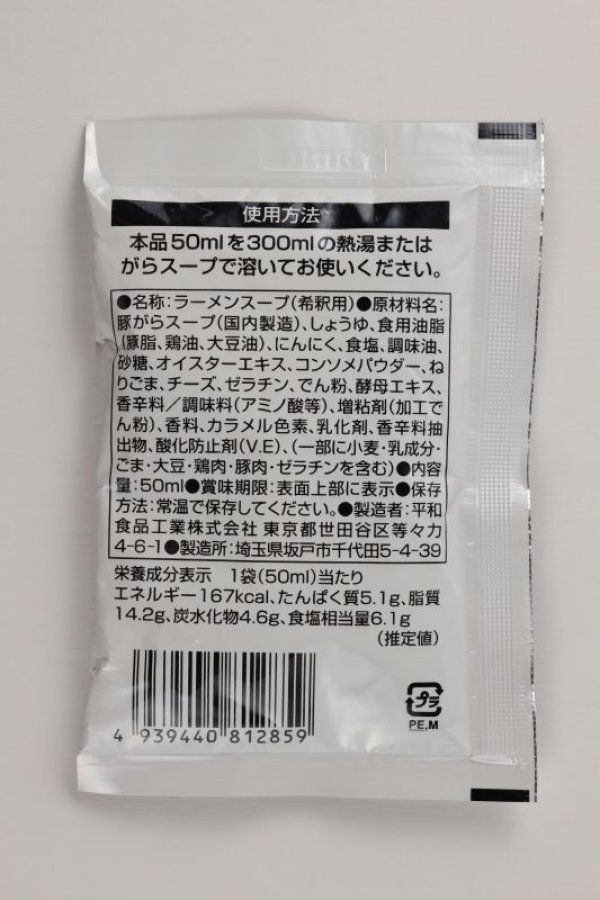 使用方法
本品50mlを300mlの熱湯または
がらスープで溶いてお使いください。
●名称:ラーメンスープ(希釈用)●原材料名:
豚がらスープ(国内製造)、しょうゆ、食用油脂
(豚脂、鶏油、大豆油)、にんにく、食塩、調味油、
砂糖、オイスターエキス、コンソメパウダー、ね
りごま、チーズ、ゼラチン、でん粉、酵母エキス、
香辛料/調味料(アミノ酸等)、増粘剤(加工で
ん粉)、香料、カラメル色素、乳化剤、香辛料抽
出物、酸化防止剤(V.E)、(一部に小麦・乳成分・
ごま・大豆・鶏肉・豚肉・ゼラチンを含む)●内容
量:50ml●賞味期限:表面上部に表示●保存
方法:常温で保存してください。●製造者:平和
食品工業株式会社 東京都世田谷区等々力
4-6-1●製造所:埼玉県坂戸市千代田5-4-39
栄養成分表示 1袋(50ml)当たり
エネルギー167kcal、たんぱく質5.1g、脂質
14.2g、炭水化物4.6g、食塩相当量6.1g
(推定値)
プラ
PE,M
4 939440 812859